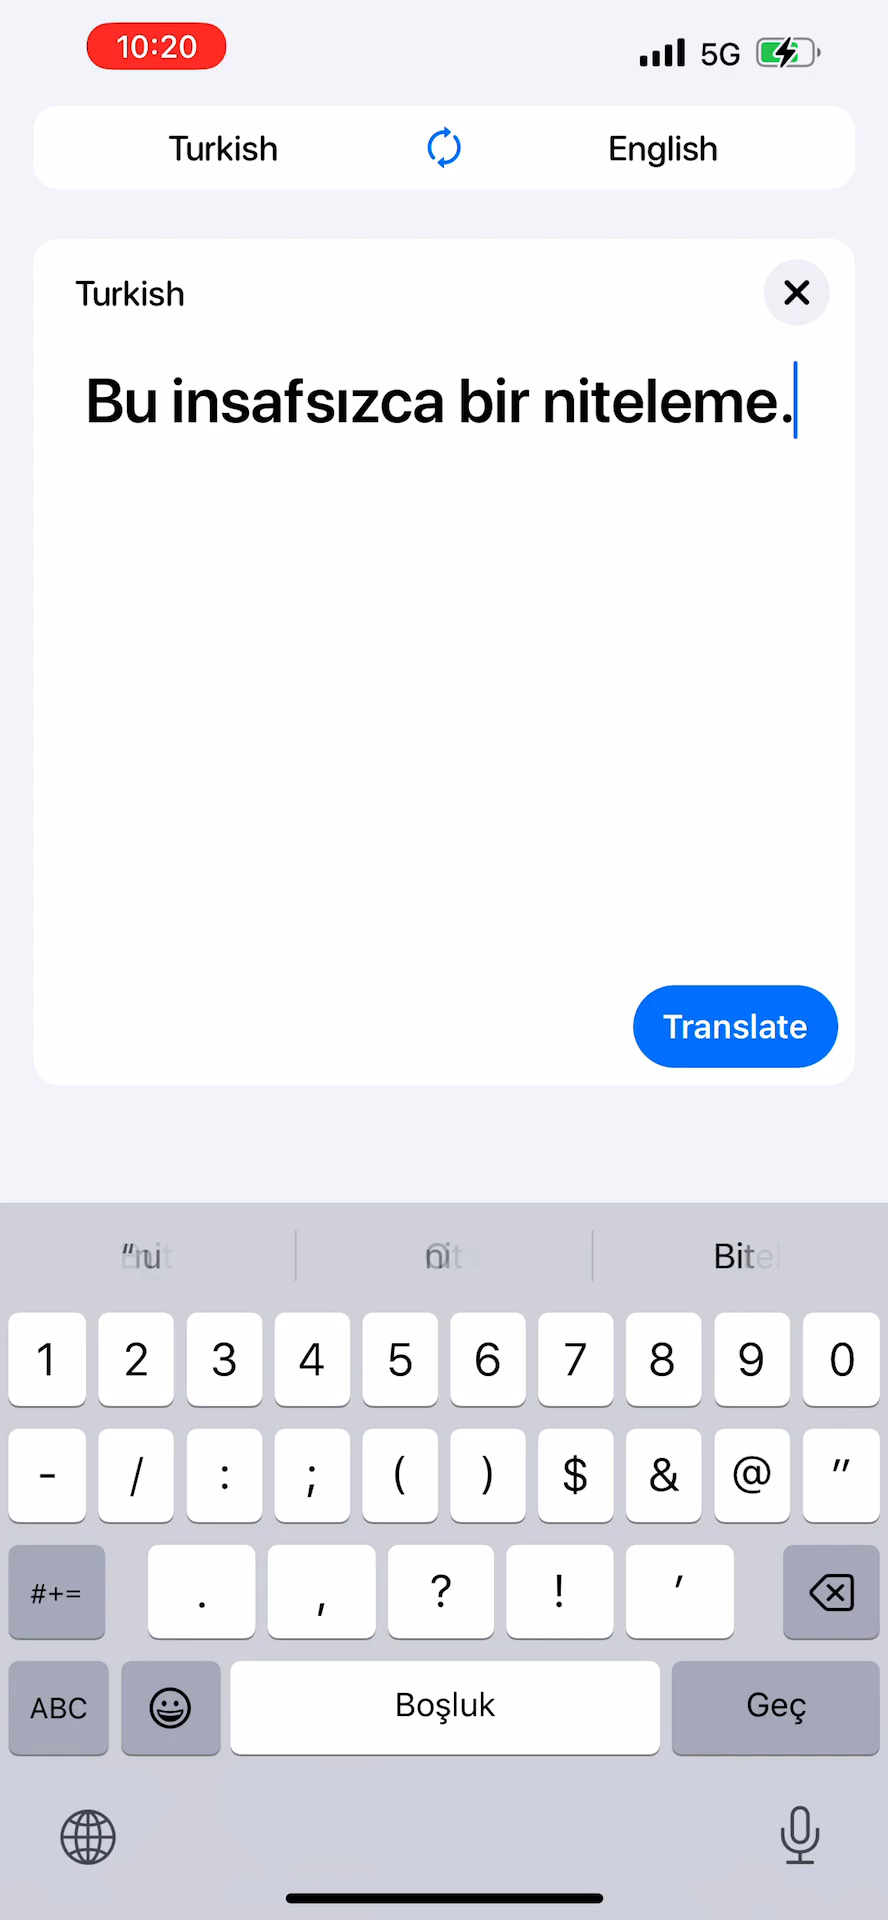 10:20
5G
Turkish
English
Turkish
Bu insafsızca bir niteleme.
Translate
1 2 3 4 5 6 7 8 9 0
- / : ; ( ) $ & @ "
#+= . , ? ! '
ABC Boşluk Geç